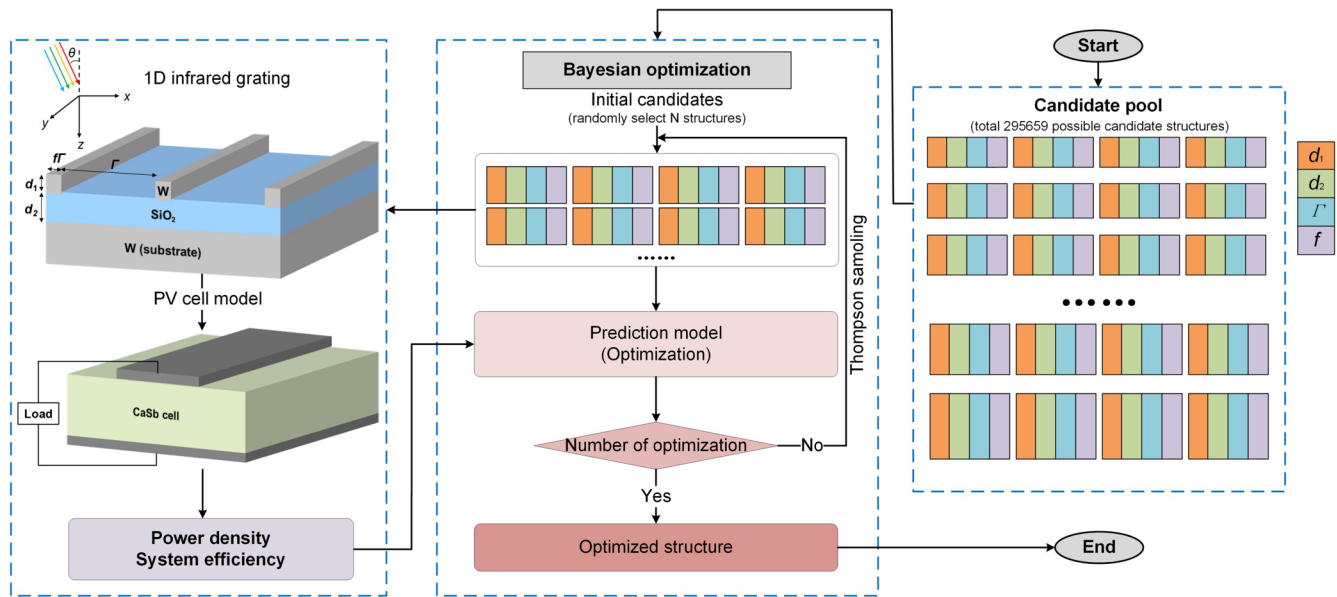 θ
x
y
z
1D infrared grating
fΓ
Γ
d₁
W
d₂
SiO₂
W (substrate)
PV cell model
Load
CaSb cell
Power density
System efficiency
Bayesian optimization
Initial candidates
(randomly select N structures)
......
Thompson samoling
Prediction model
(Optimization)
Number of optimization
No
Yes
Optimized structure
Start
Candidate pool
(total 295659 possible candidate structures)
......
d₁
d₂
Γ
f
End